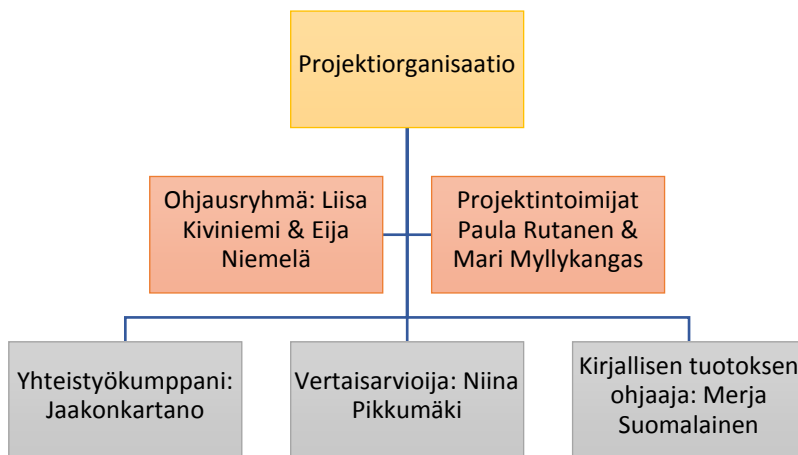 Projektiorganisaatio
Ohjausryhmä: Liisa
Kiviniemi & Eija
Niemelä
Projektintoimijat
Paula Rutanen &
Mari Myllykangas
Yhteistyökumppani:
Jaakonkartano
Vertaisarvioija: Niina
Pikkumäki
Kirjallisen tuotoksen
ohjaaja: Merja
Suomalainen